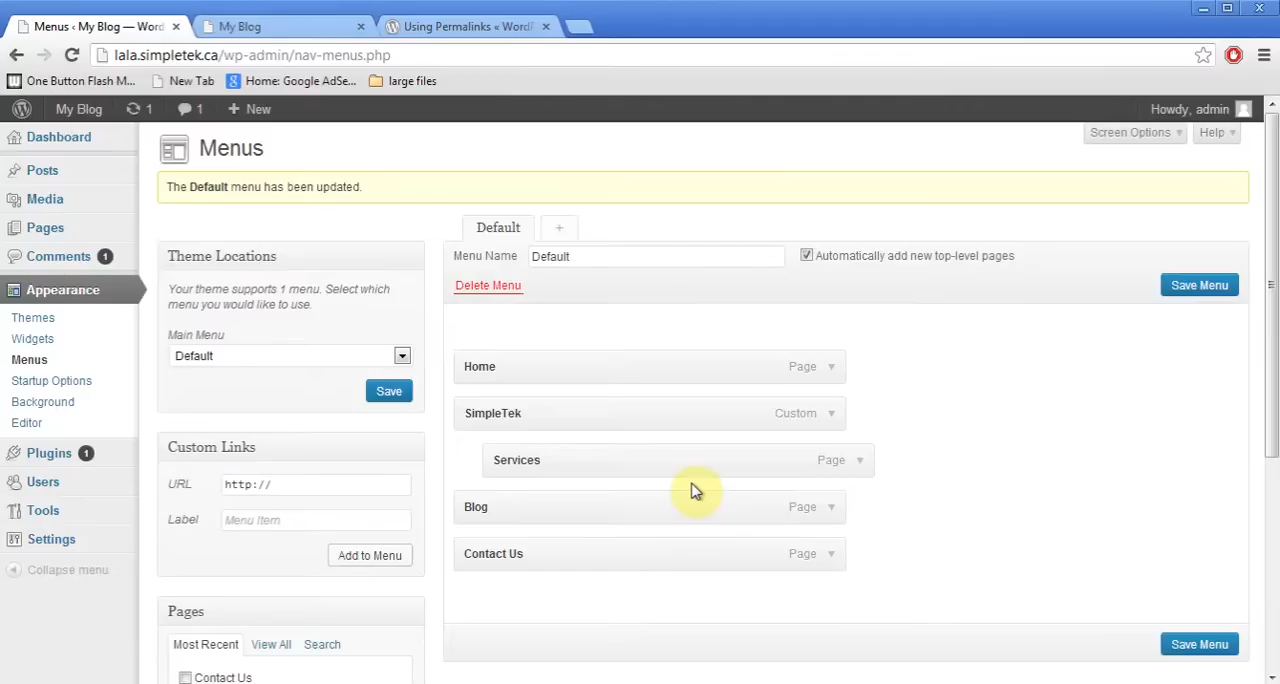 Menus ‹ My Blog — Word
My Blog
Using Permalinks « WordP
lala.simpletek.ca/wp-admin/nav-menus.php
One Button Flash M...
New Tab
Home: Google AdSe...
large files
My Blog
1
1
+ New
Howdy, admin
Dashboard
Posts
Media
Pages
Comments 1
Appearance
Themes
Widgets
Menus
Startup Options
Background
Editor
Plugins 1
Users
Tools
Settings
Collapse menu
Menus
Screen Options
Help
The Default menu has been updated.
Theme Locations
Your theme supports 1 menu. Select which
menu you would like to use.
Main Menu
Default
Save
Custom Links
URL http://
Label Menu Item
Add to Menu
Pages
Most Recent View All Search
Contact Us
Default +
Menu Name Default
Automatically add new top-level pages
Delete Menu
Save Menu
Home Page
SimpleTek Custom
Services Page
Blog Page
Contact Us Page
Save Menu